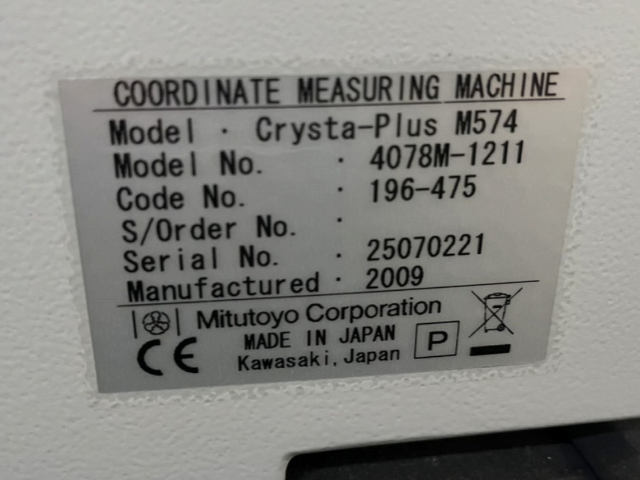 COORDINATE MEASURING MACHINE
Model · Crysta-Plus M574
Model No. · 4078M-1211
Code No. · 196-475
S/Order No. ·
Serial No. · 25070221
Manufactured · 2009
Mitutoyo Corporation
MADE IN JAPAN
Kawasaki, Japan
CE
P